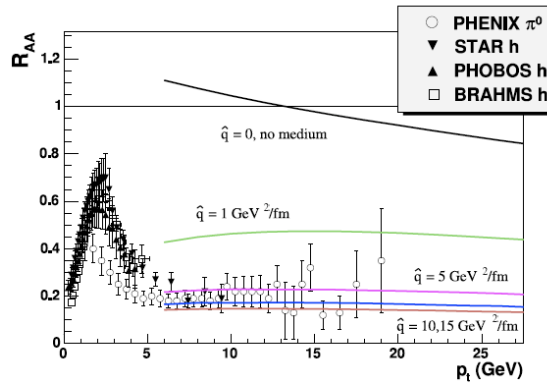 PHENIX π⁰
STAR h
PHOBOS h
BRAHMS h
R_AA
1.2
1
0.8
0.6
0.4
0.2
0
q̂ = 0, no medium
q̂ = 1 GeV ²/fm
q̂ = 5 GeV ²/fm
q̂ = 10,15 GeV ²/fm
0 5 10 15 20 25
p_t [GeV]